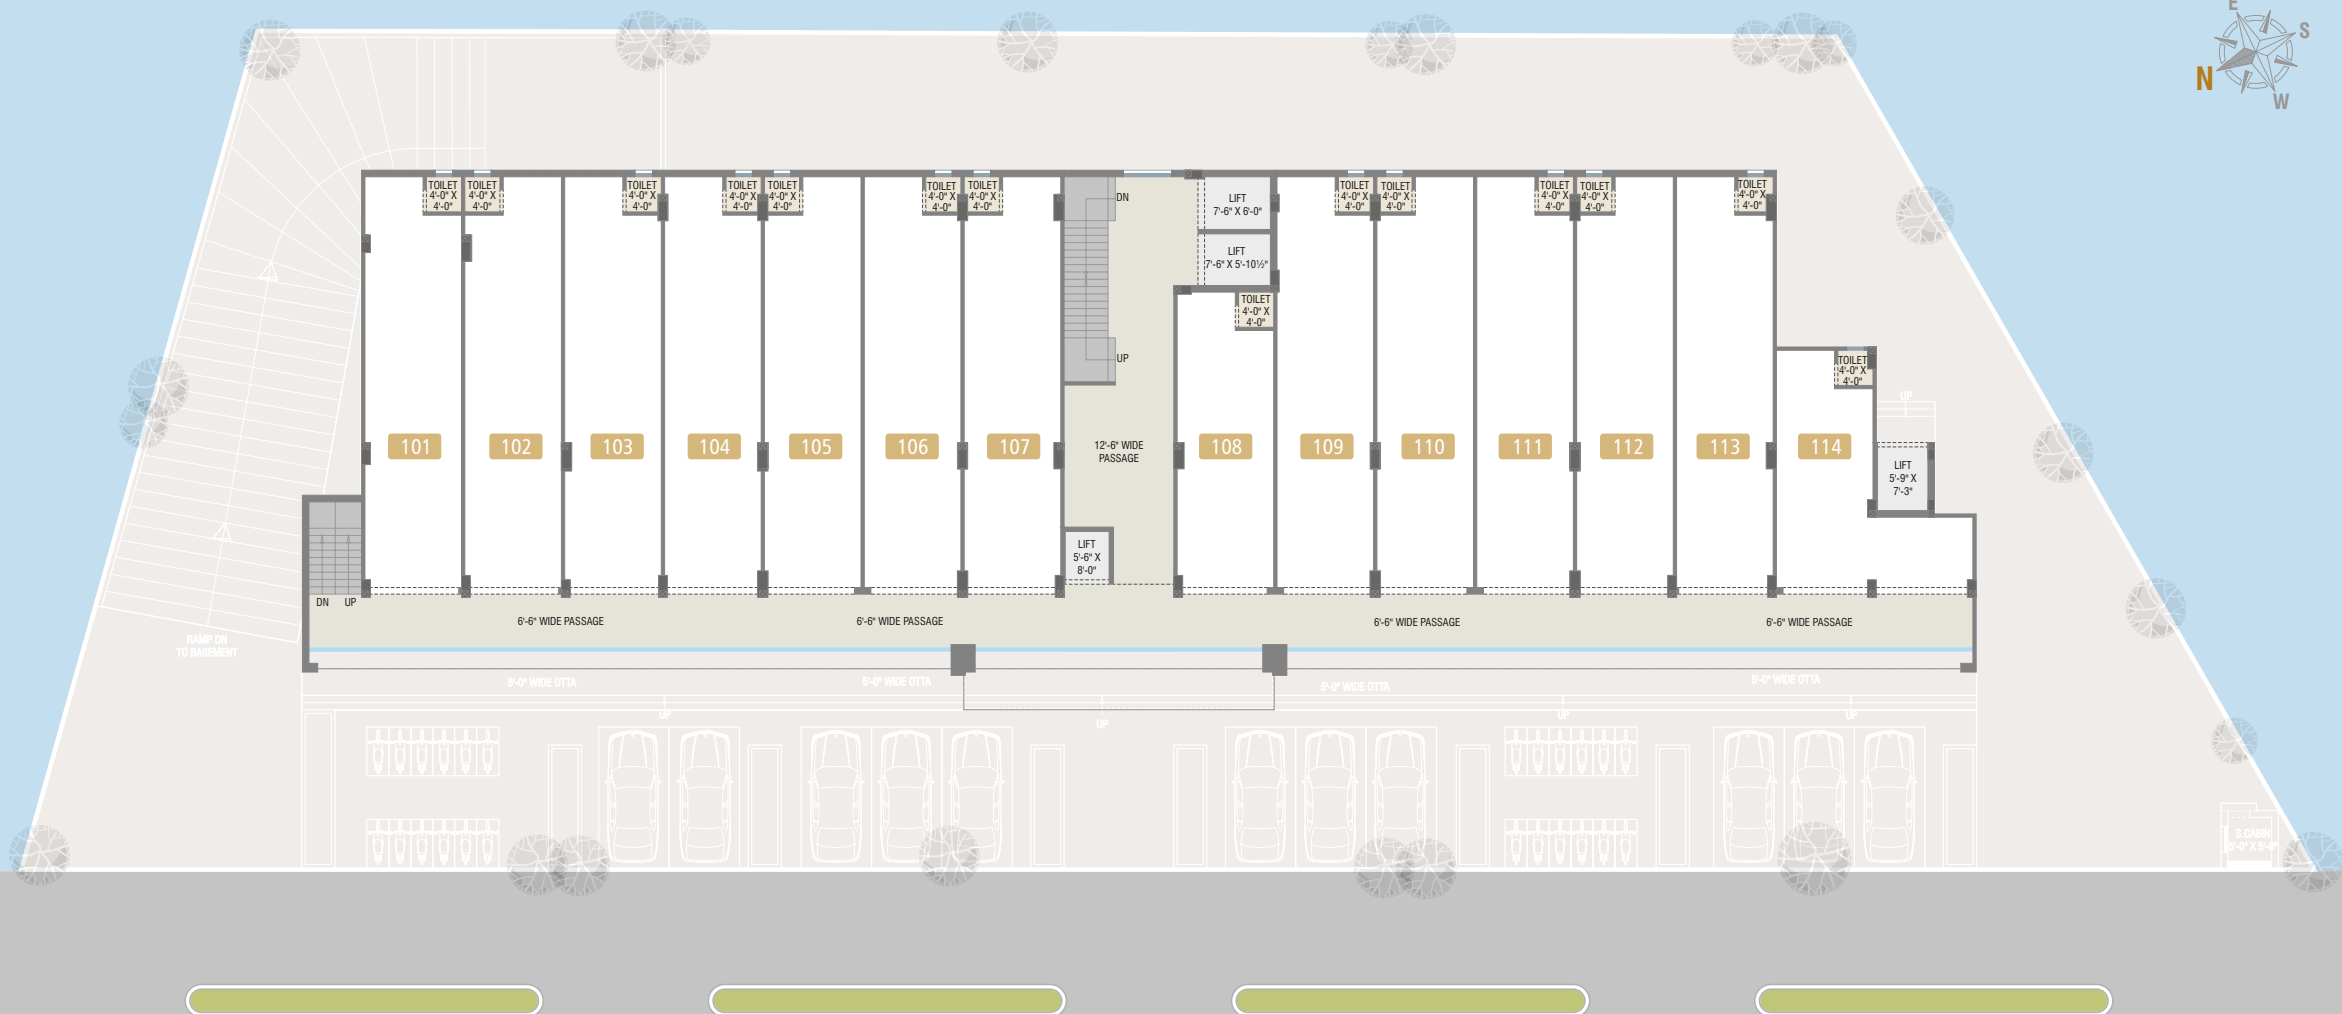 E
S
N
W
TOILET
4'-0" X
4'-0"
TOILET
4'-0" X
4'-0"
TOILET
4'-0" X
4'-0"
TOILET
4'-0" X
4'-0"
TOILET
4'-0" X
4'-0"
TOILET
4'-0" X
4'-0"
TOILET
4'-0" X
4'-0"
DN
LIFT
7'-6" X 6'-0"
TOILET
4'-0" X
4'-0"
TOILET
4'-0" X
4'-0"
TOILET
4'-0" X
4'-0"
TOILET
4'-0" X
4'-0"
TOILET
4'-0" X
4'-0"
LIFT
7'-6" X 5'-10½"
TOILET
4'-0" X
4'-0"
UP
TOILET
4'-0" X
4'-0"
UP
101
102
103
104
105
106
107
12'-6" WIDE
PASSAGE
108
109
110
111
112
113
114
LIFT
5'-9" X
7'-3"
LIFT
5'-6" X
8'-0"
DN
UP
6'-6" WIDE PASSAGE
6'-6" WIDE PASSAGE
6'-6" WIDE PASSAGE
6'-6" WIDE PASSAGE
RAMP DN
TO BASEMENT
5'-0" WIDE OTTA
5'-0" WIDE OTTA
5'-0" WIDE OTTA
5'-0" WIDE OTTA
UP
UP
UP
UP
S.CABIN
5'-0" X 5'-0"